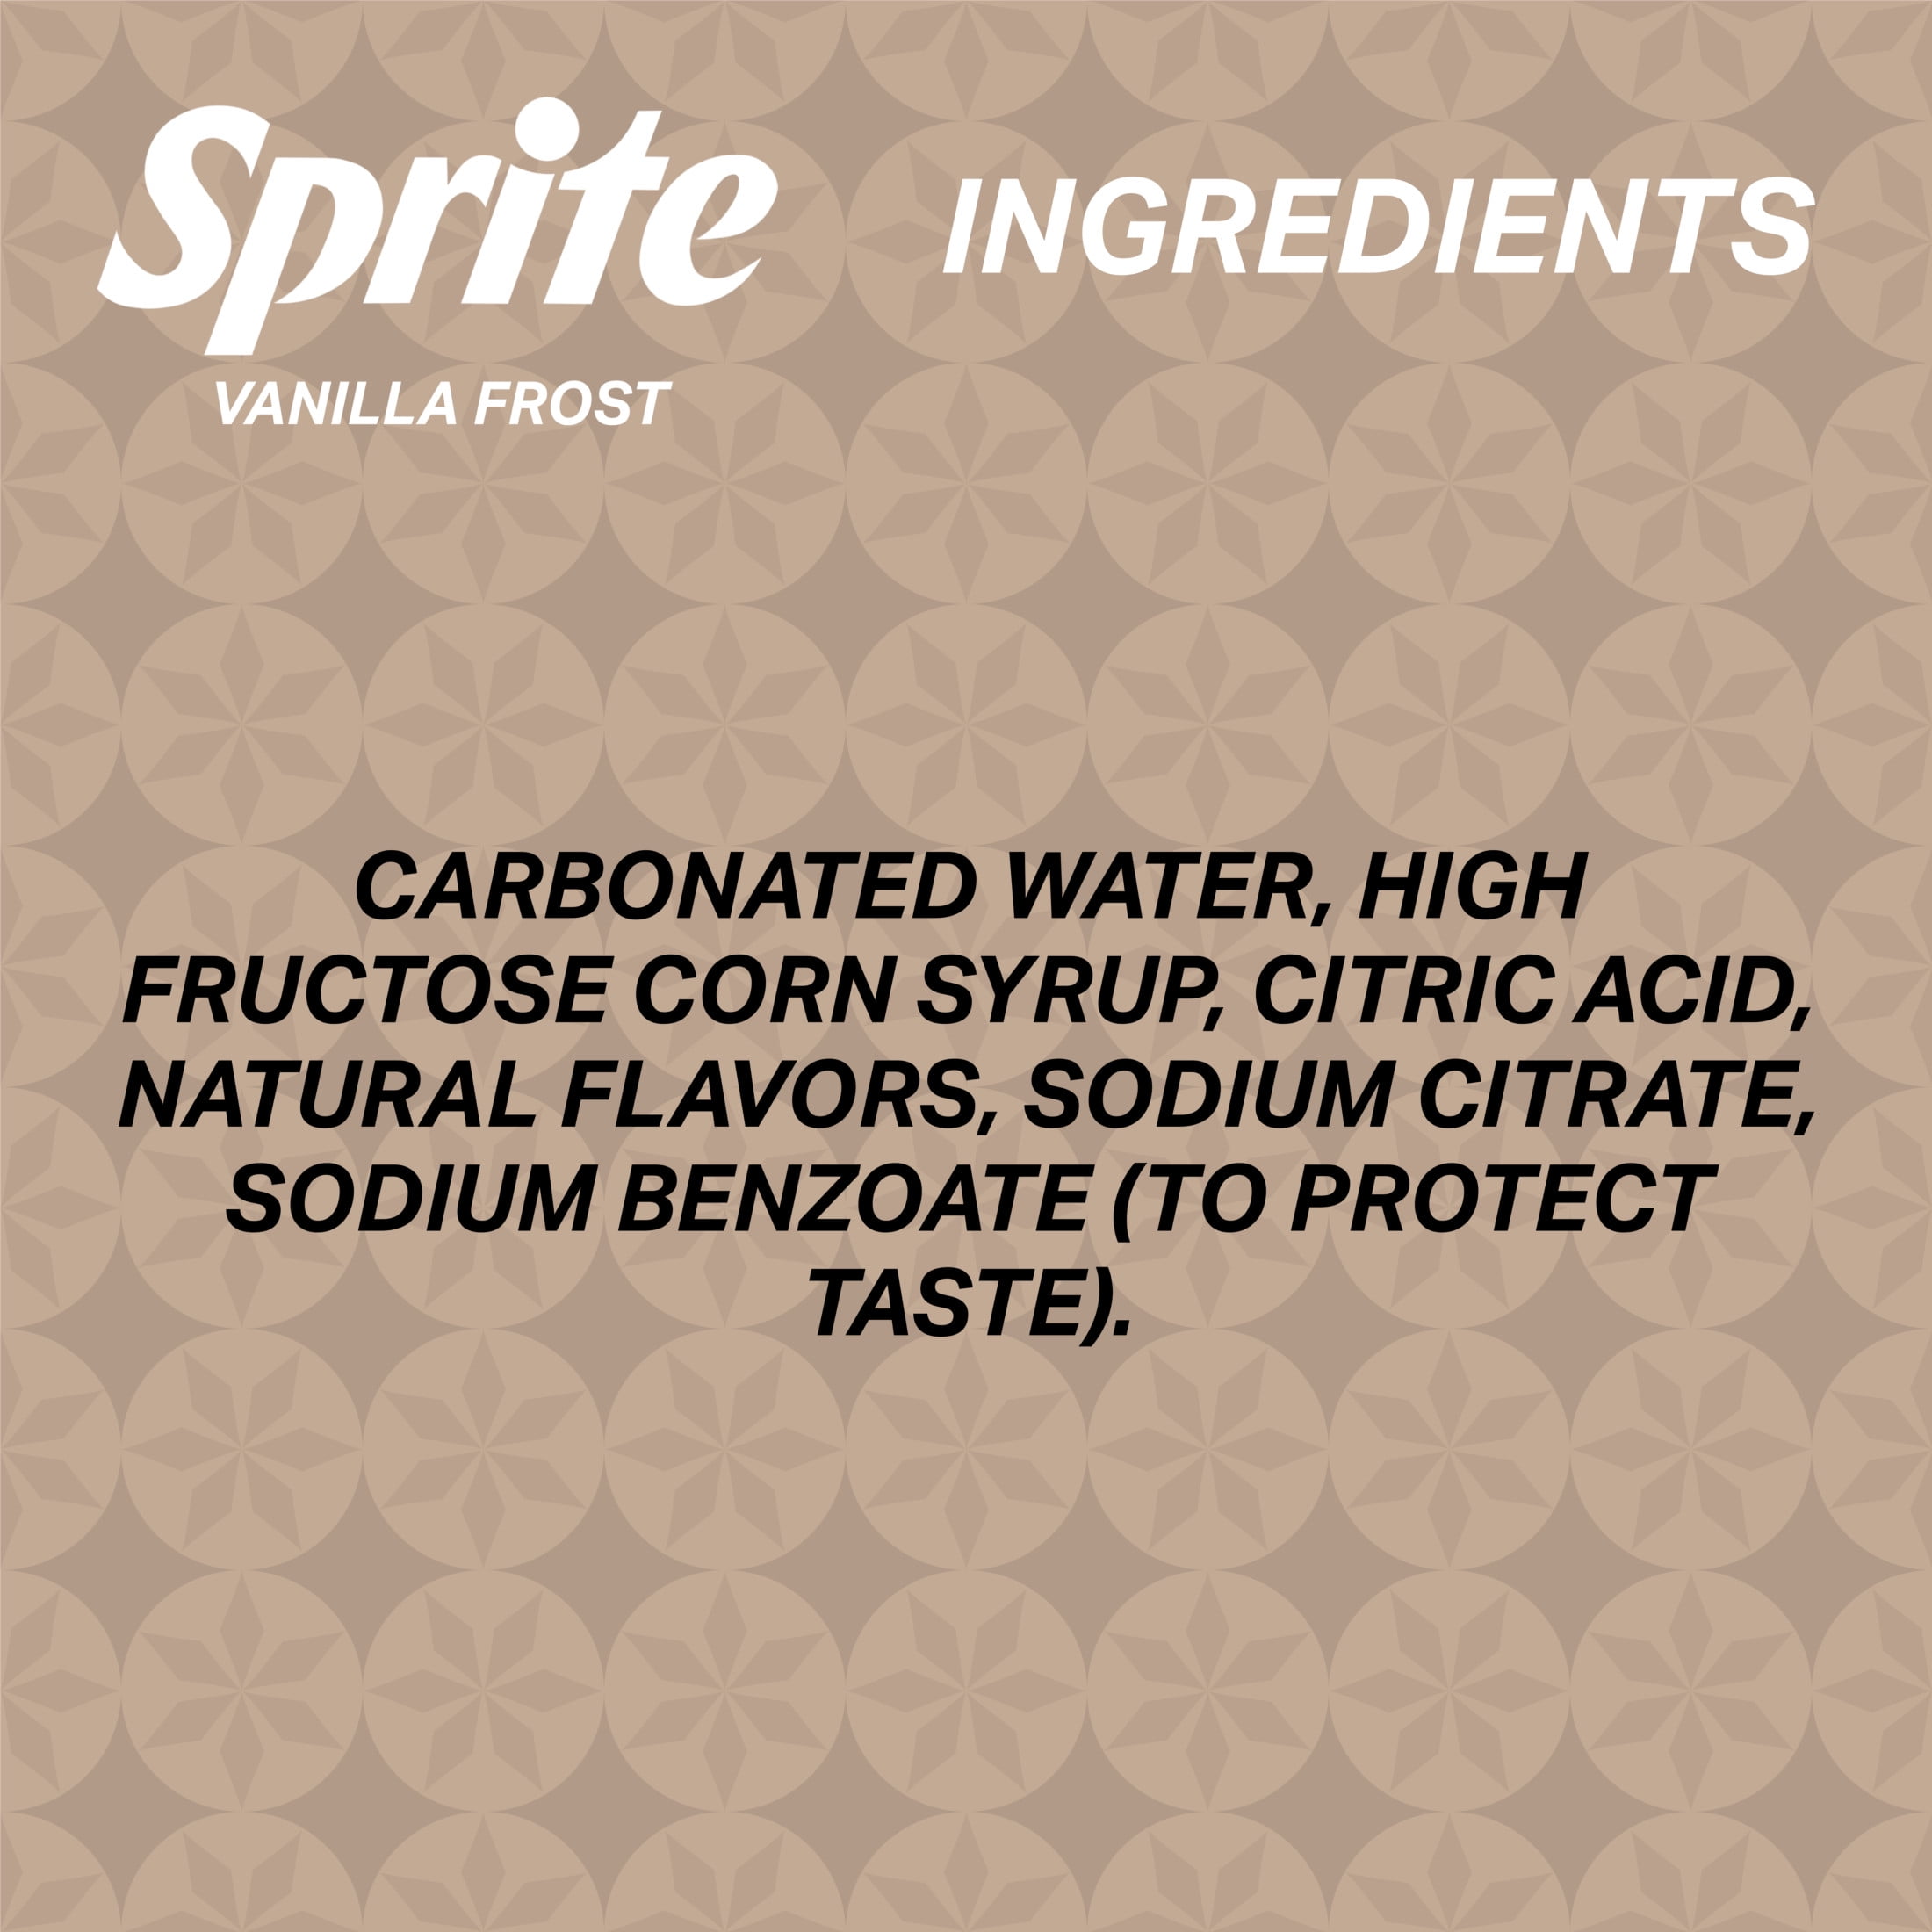 Sprite
VANILLA FROST
INGREDIENTS
CARBONATED WATER, HIGH
FRUCTOSE CORN SYRUP, CITRIC ACID,
NATURAL FLAVORS, SODIUM CITRATE,
SODIUM BENZOATE (TO PROTECT
TASTE).